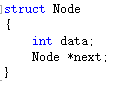 struct Node
{
    int data;
    Node *next;
}